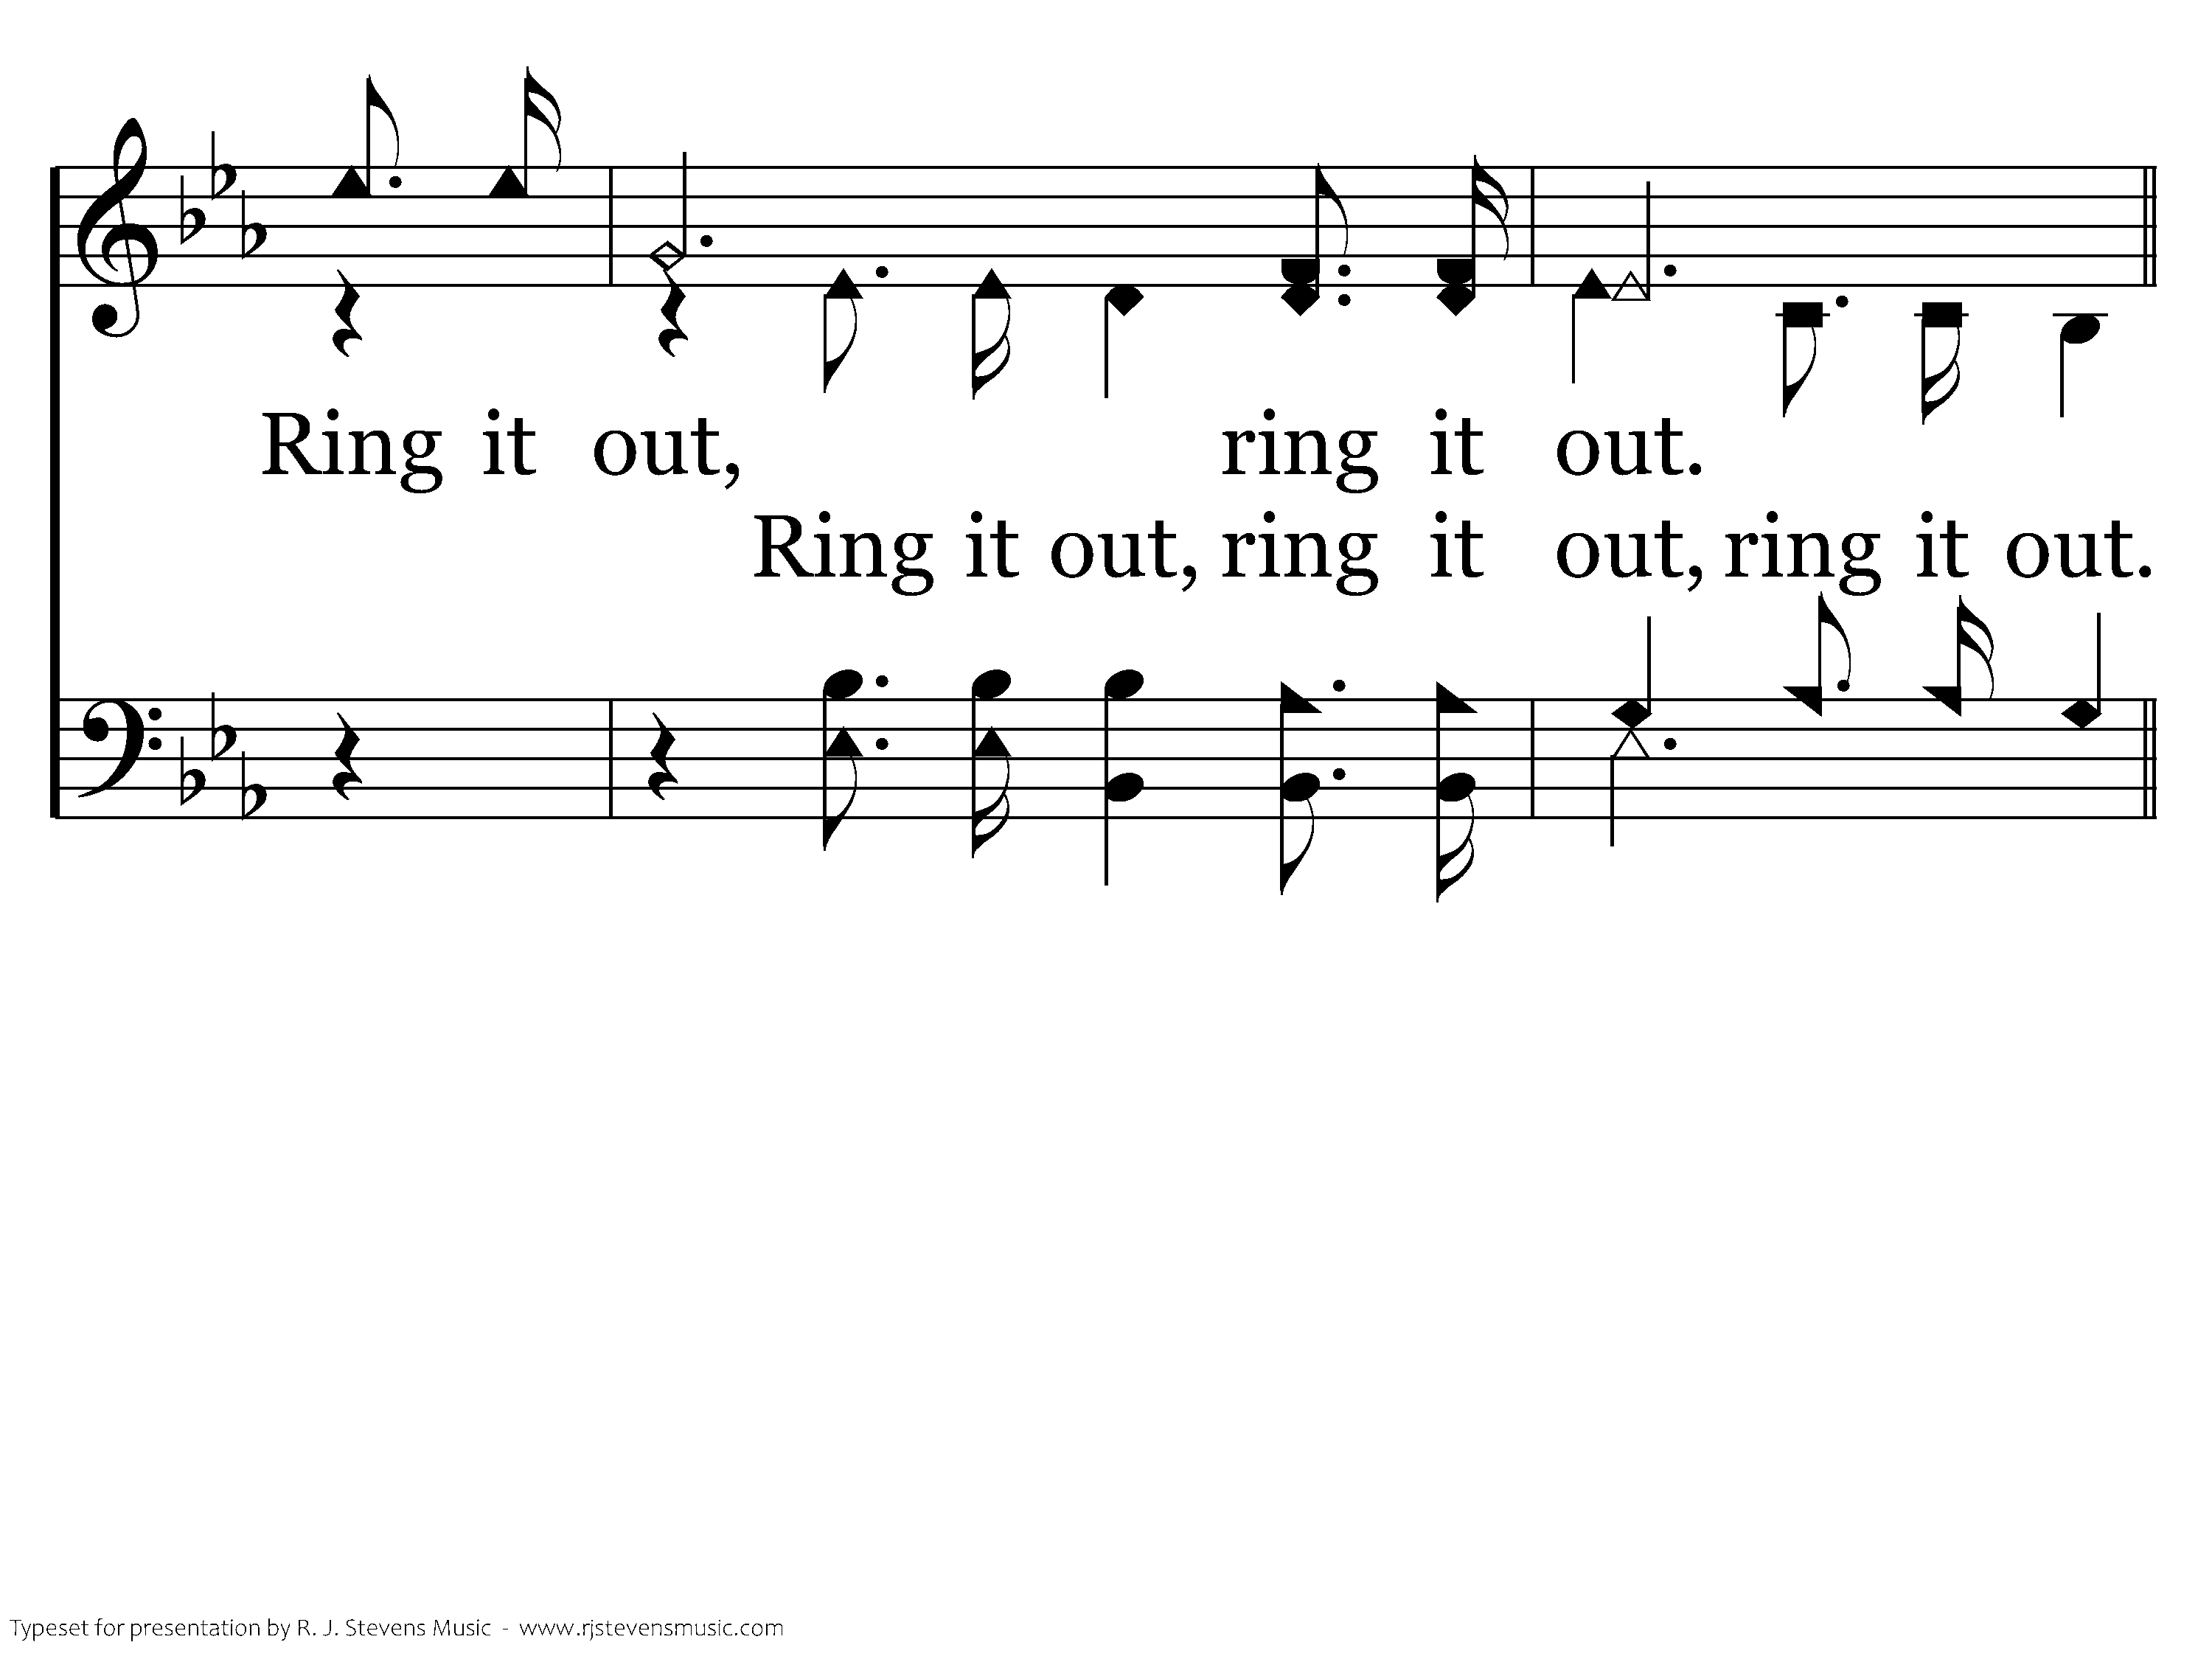 Ring it out, ring it out.
Ring it out, ring it out, ring it out.
Typeset for presentation by R. J. Stevens Music - www.rjstevensmusic.com